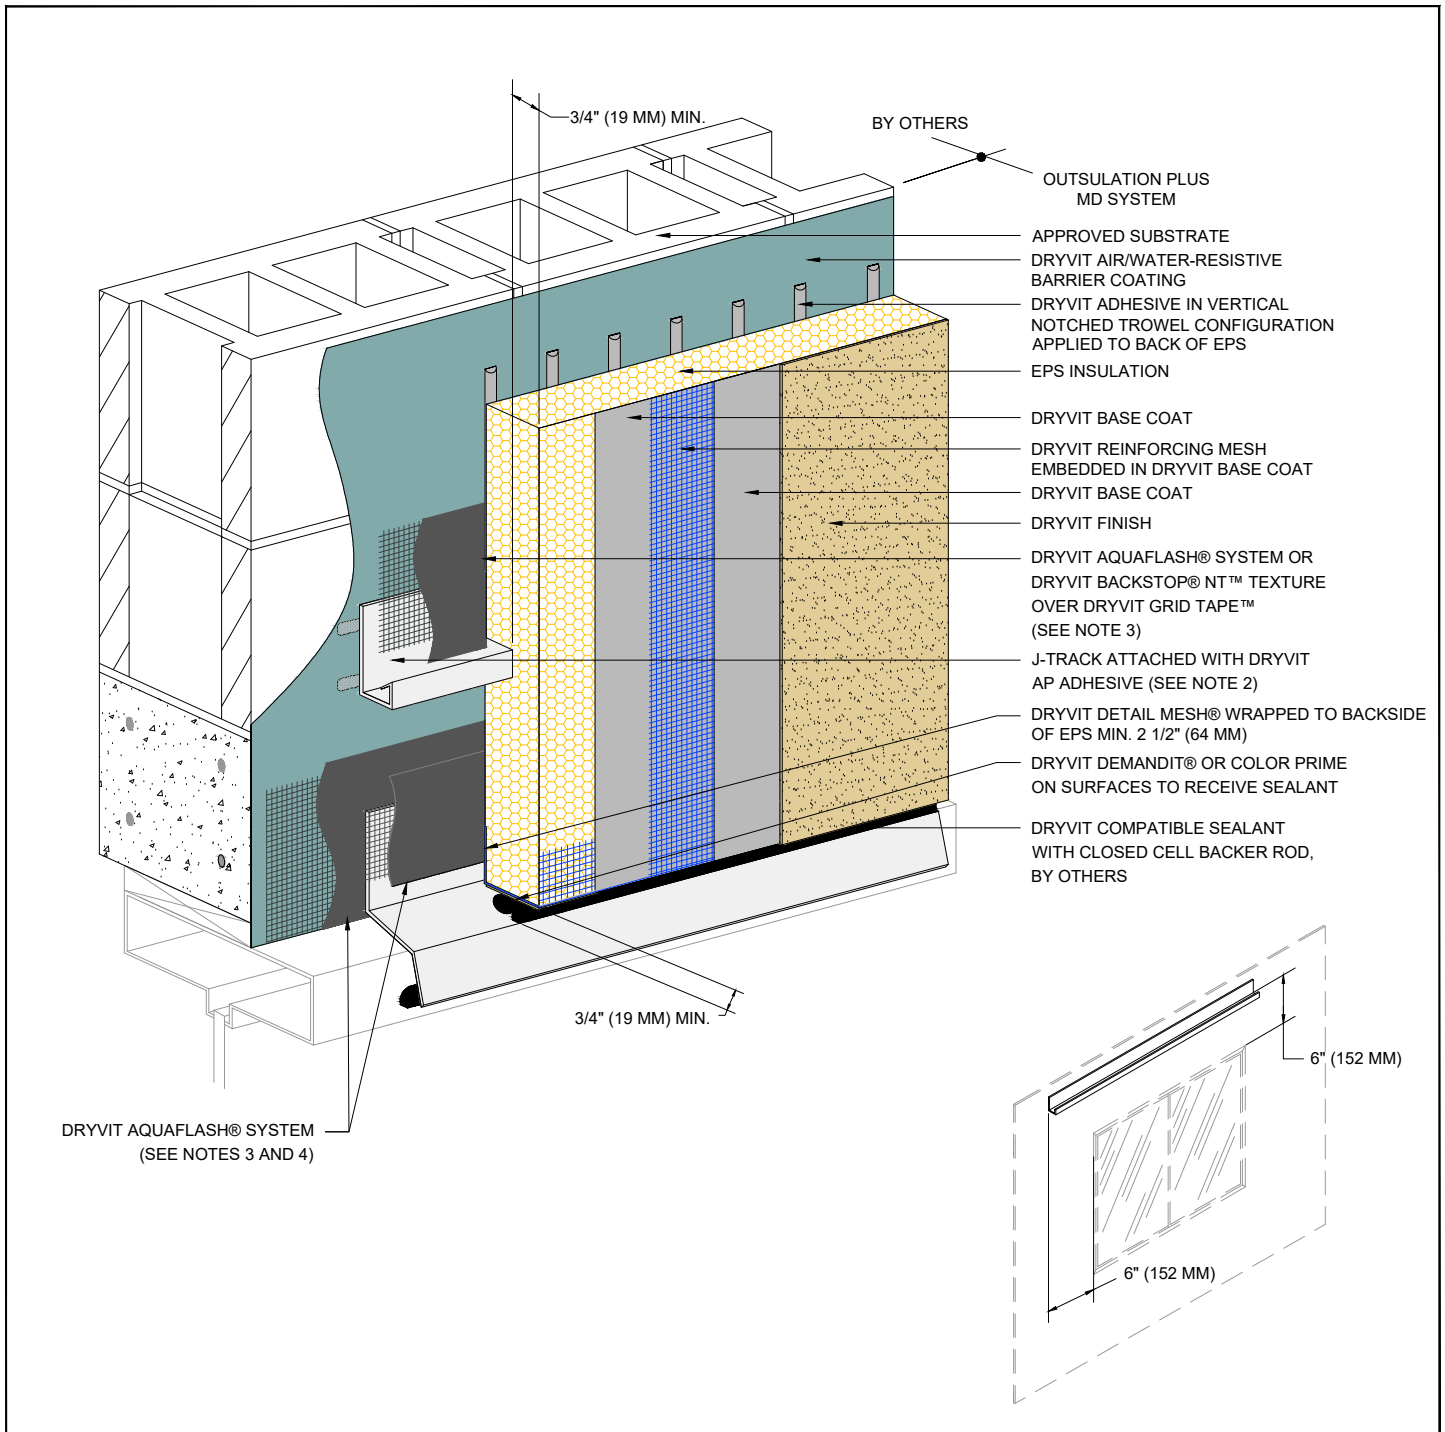 3/4" (19 MM) MIN.
BY OTHERS
OUTSULATION PLUS
MD SYSTEM
APPROVED SUBSTRATE
DRYVIT AIR/WATER-RESISTIVE
BARRIER COATING
DRYVIT ADHESIVE IN VERTICAL
NOTCHED TROWEL CONFIGURATION
APPLIED TO BACK OF EPS
EPS INSULATION
DRYVIT BASE COAT
DRYVIT REINFORCING MESH
EMBEDDED IN DRYVIT BASE COAT
DRYVIT BASE COAT
DRYVIT FINISH
DRYVIT AQUAFLASH® SYSTEM OR
DRYVIT BACKSTOP® NT™ TEXTURE
OVER DRYVIT GRID TAPE™
(SEE NOTE 3)
J-TRACK ATTACHED WITH DRYVIT
AP ADHESIVE (SEE NOTE 2)
DRYVIT DETAIL MESH® WRAPPED TO BACKSIDE
OF EPS MIN. 2 1/2" (64 MM)
DRYVIT DEMANDIT® OR COLOR PRIME
ON SURFACES TO RECEIVE SEALANT
DRYVIT COMPATIBLE SEALANT
WITH CLOSED CELL BACKER ROD,
BY OTHERS
3/4" (19 MM) MIN.
DRYVIT AQUAFLASH® SYSTEM
(SEE NOTES 3 AND 4)
6" (152 MM)
6" (152 MM)